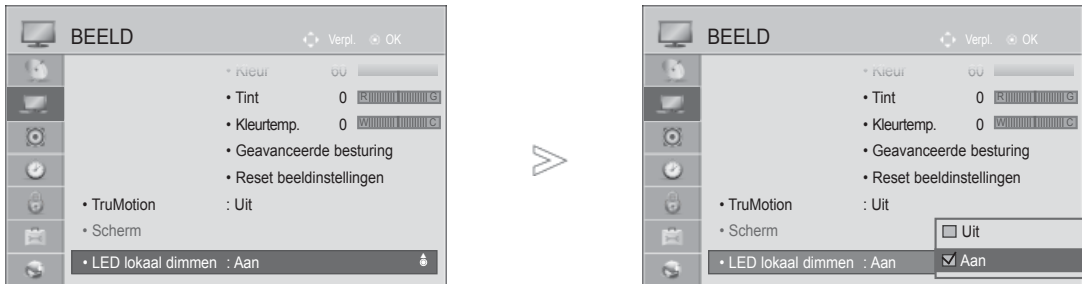 BEELD Verpl. OK
• Kleur 60
• Tint 0 R G
• Kleurtemp. 0 W C
• Geavanceerde besturing
• Reset beeldinstellingen
• TruMotion : Uit
• Scherm
• LED lokaal dimmen : Aan
BEELD Verpl. OK
• Kleur 60
• Tint 0 R G
• Kleurtemp. 0 W C
• Geavanceerde besturing
• Reset beeldinstellingen
• TruMotion : Uit
• Scherm
Uit
• LED lokaal dimmen : Aan
Aan